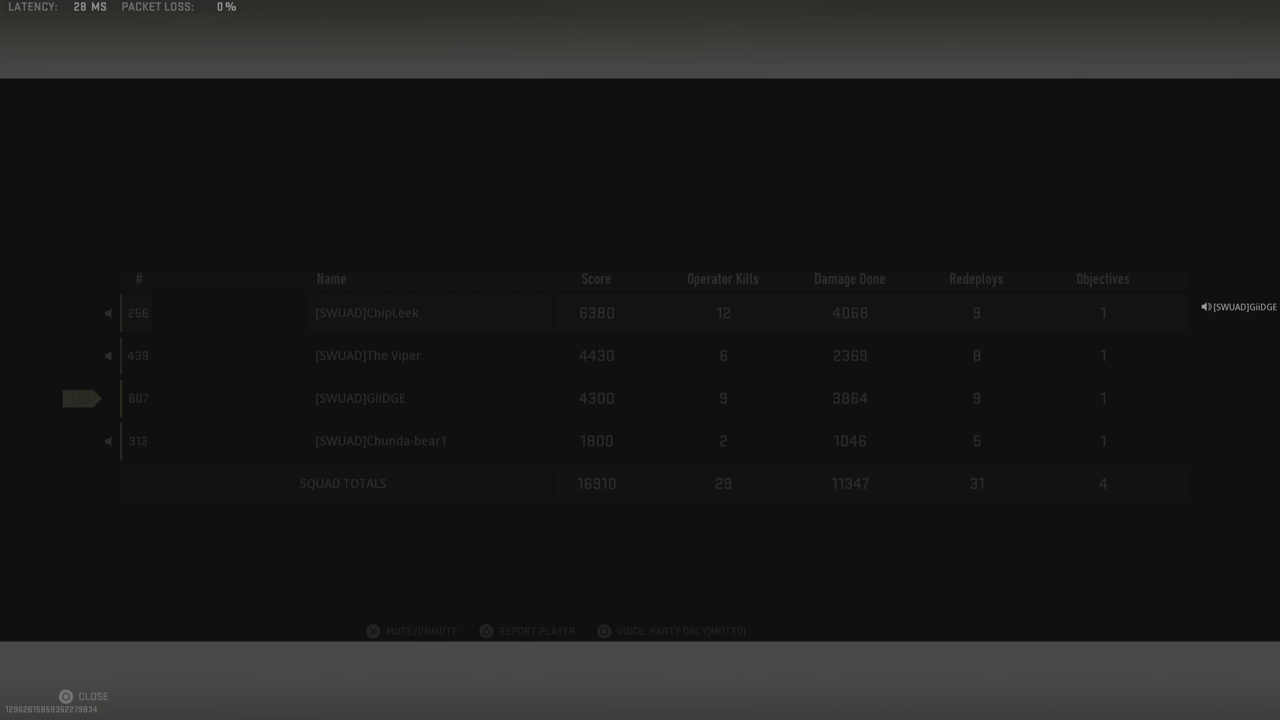 LATENCY: 28 MS PACKET LOSS: 0 %
# Name Score Operator Kills Damage Done Redeploys Objectives
256 [SWUAD]ChipLeek 6380 12 4068 9 1
[SWUAD]GiiDGE
439 [SWUAD]The Viper 4430 6 2369 8 1
807 [SWUAD]GiiDGE 4300 9 3864 9 1
313 [SWUAD]Chunda-bear1 1800 2 1046 5 1
SQUAD TOTALS 16910 29 11347 31 4
MUTE/UNMUTE REPORT PLAYER VOICE: PARTY ONLY(MUTED)
CLOSE